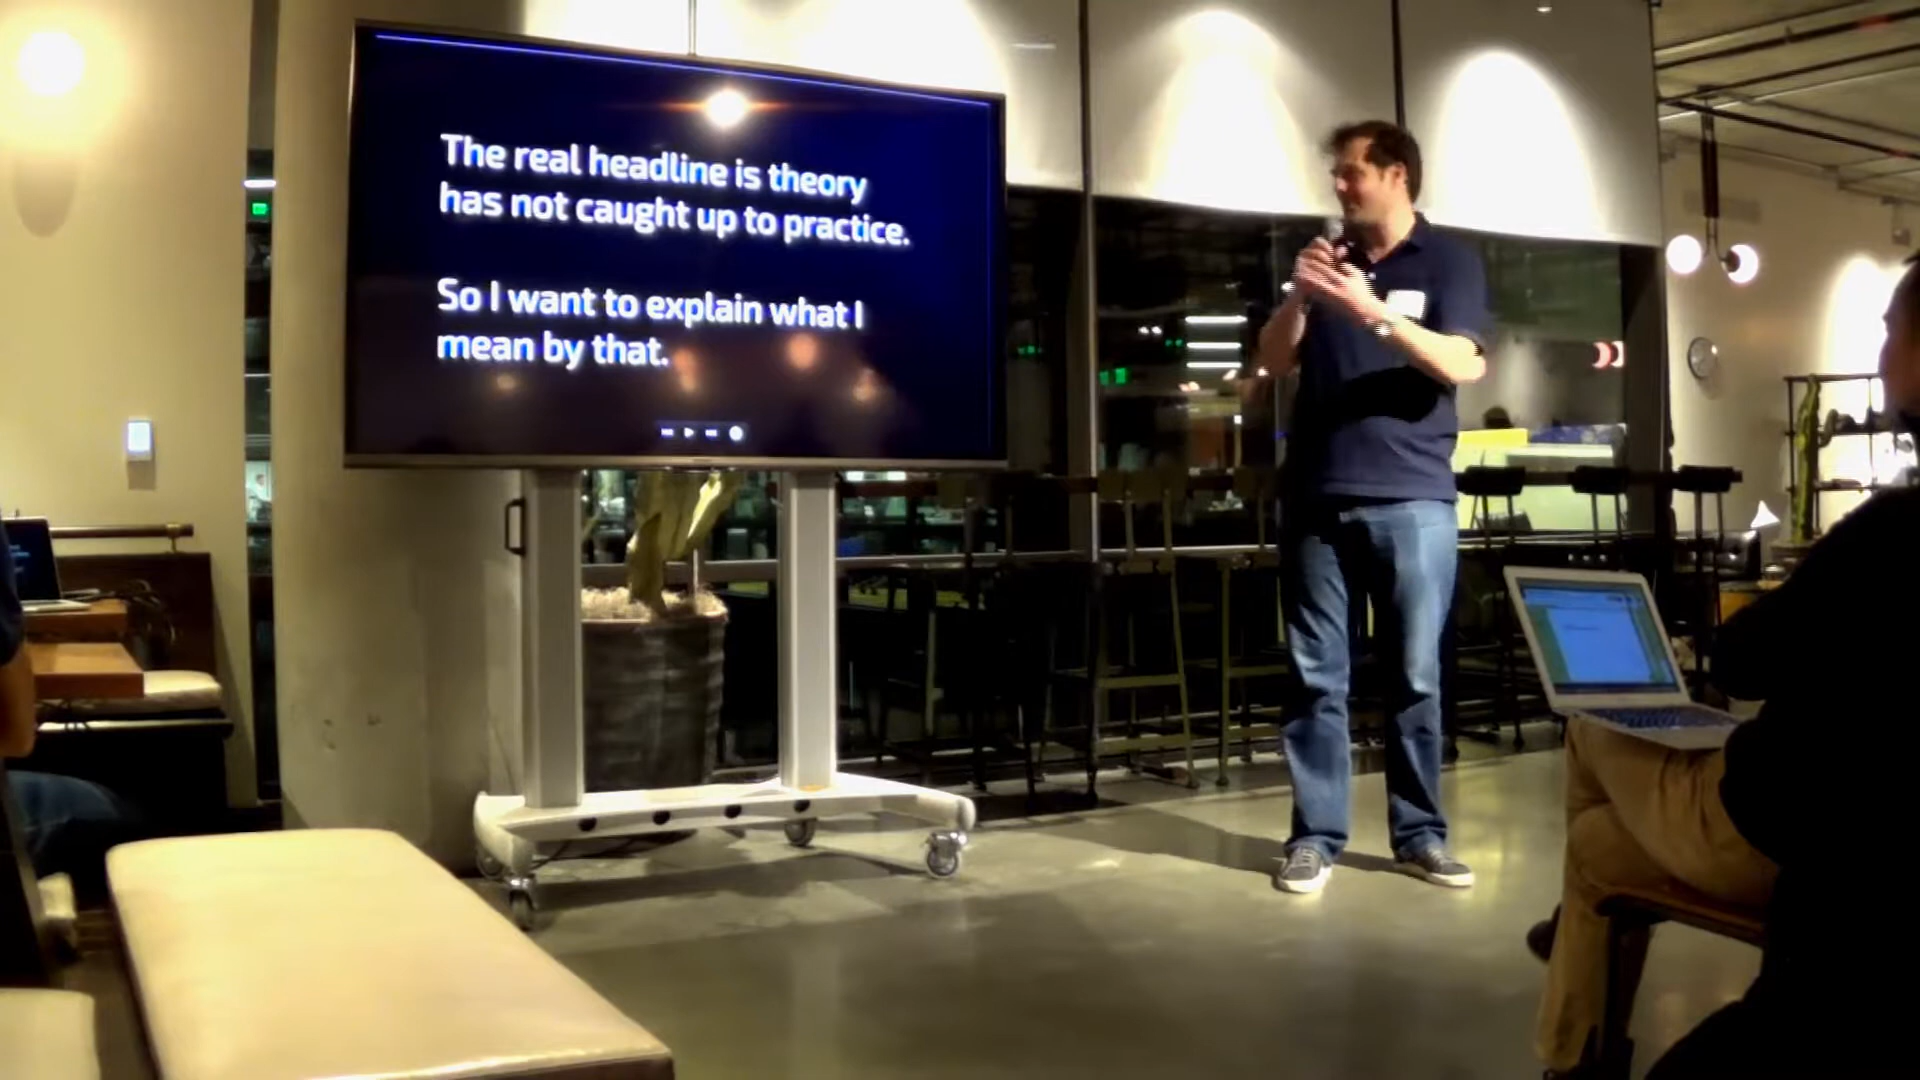 The real headline is theory
has not caught up to practice.
So I want to explain what I
mean by that.